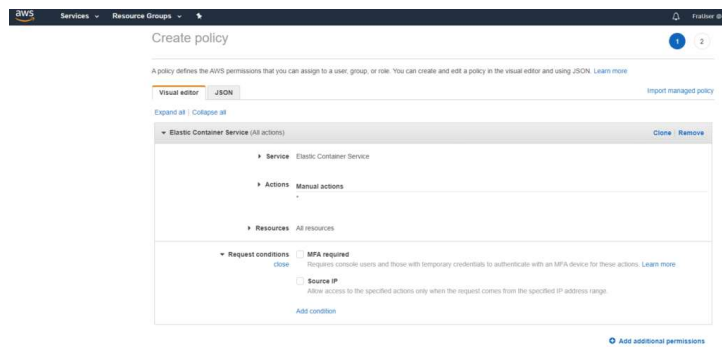 aws Services Resource Groups FraUser @
Create policy
1 2
A policy defines the AWS permissions that you can assign to a user, group, or role. You can create and edit a policy in the visual editor and using JSON. Learn more
Visual editor JSON Import managed policy
Expand all | Collapse all
Elastic Container Service (All actions) Clone | Remove
Service Elastic Container Service
Actions Manual actions
*
Resources All resources
Request conditions MFA required
close Requires console users and those with temporary credentials to authenticate with an MFA device for these actions. Learn more
Source IP
Allow access to the specified actions only when the request comes from the specified IP address range.
Add condition
Add additional permissions